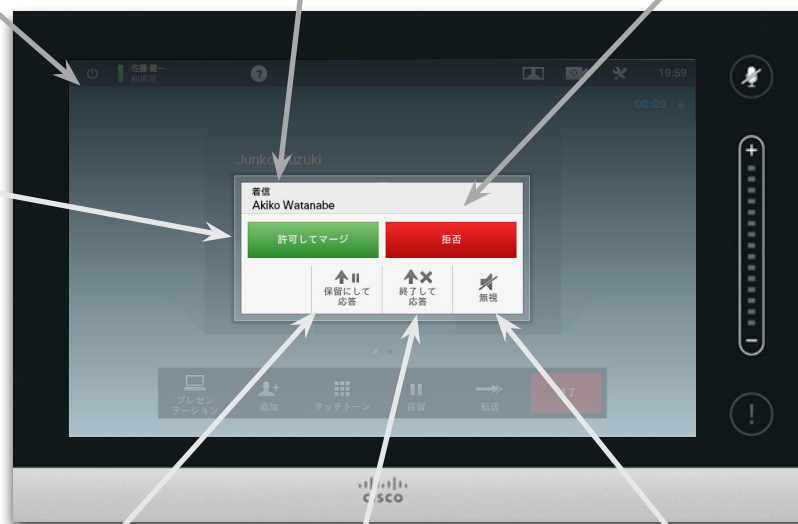 佐藤 健一
利用可
?
19:59
00:09
Junko Suzuki
着信
Akiko Watanabe
許可してマージ
拒否
保留にして
応答
終了して
応答
無視
プレゼン
テーション
追加
タッチトーン
保留
転送
終了
+
−
!
cisco